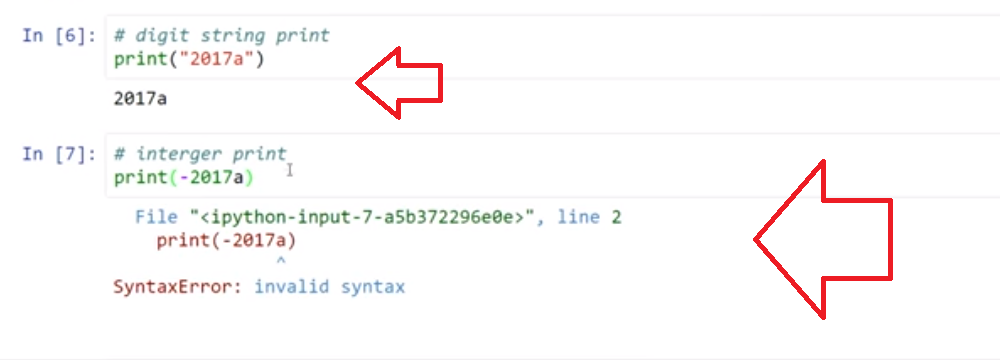 In [6]: # digit string print
print("2017a")
2017a
In [7]: # interger print
print(-2017a)
File "<ipython-input-7-a5b372296e0e>", line 2
print(-2017a)
^
SyntaxError: invalid syntax